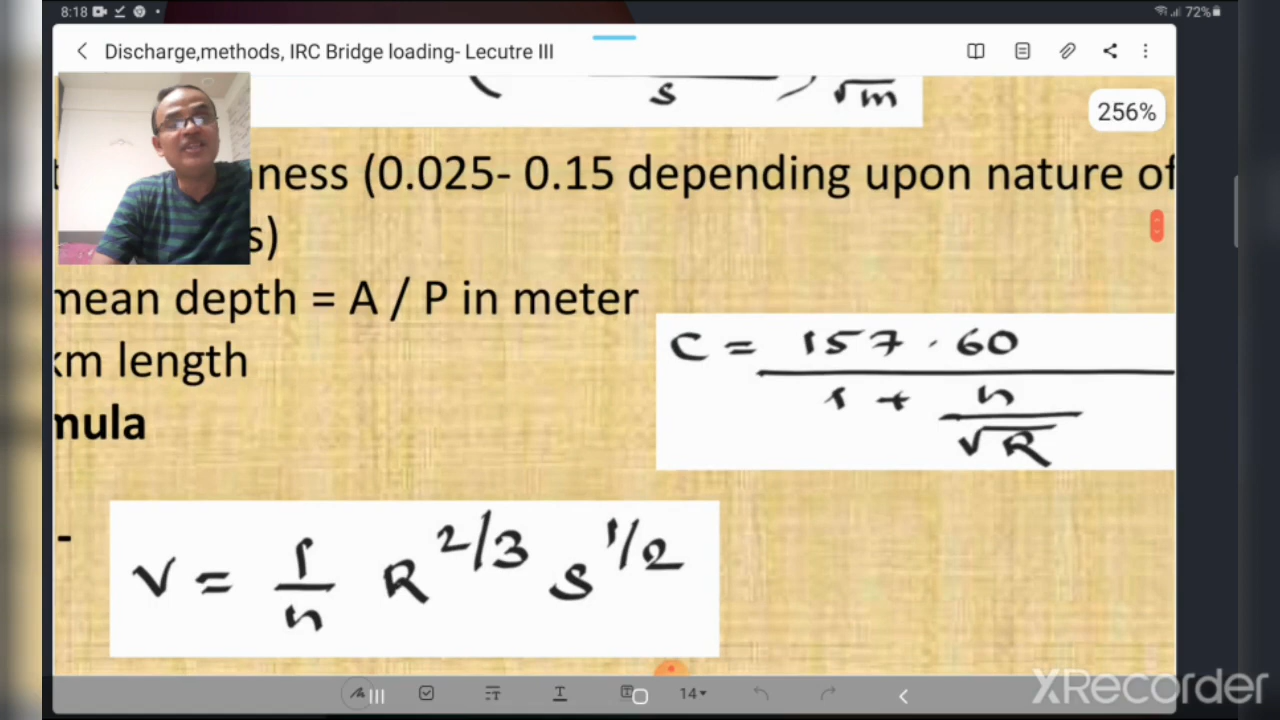 8:18
72%
Discharge,methods, IRC Bridge loading- Lecutre III
256%
s √m
ness (0.025- 0.15 depending upon nature of
s)
mean depth = A / P in meter
km length
C = 157.60
1 + n
√R
mula
- V = 1/n R 2/3 s 1/2
14
XRecorder